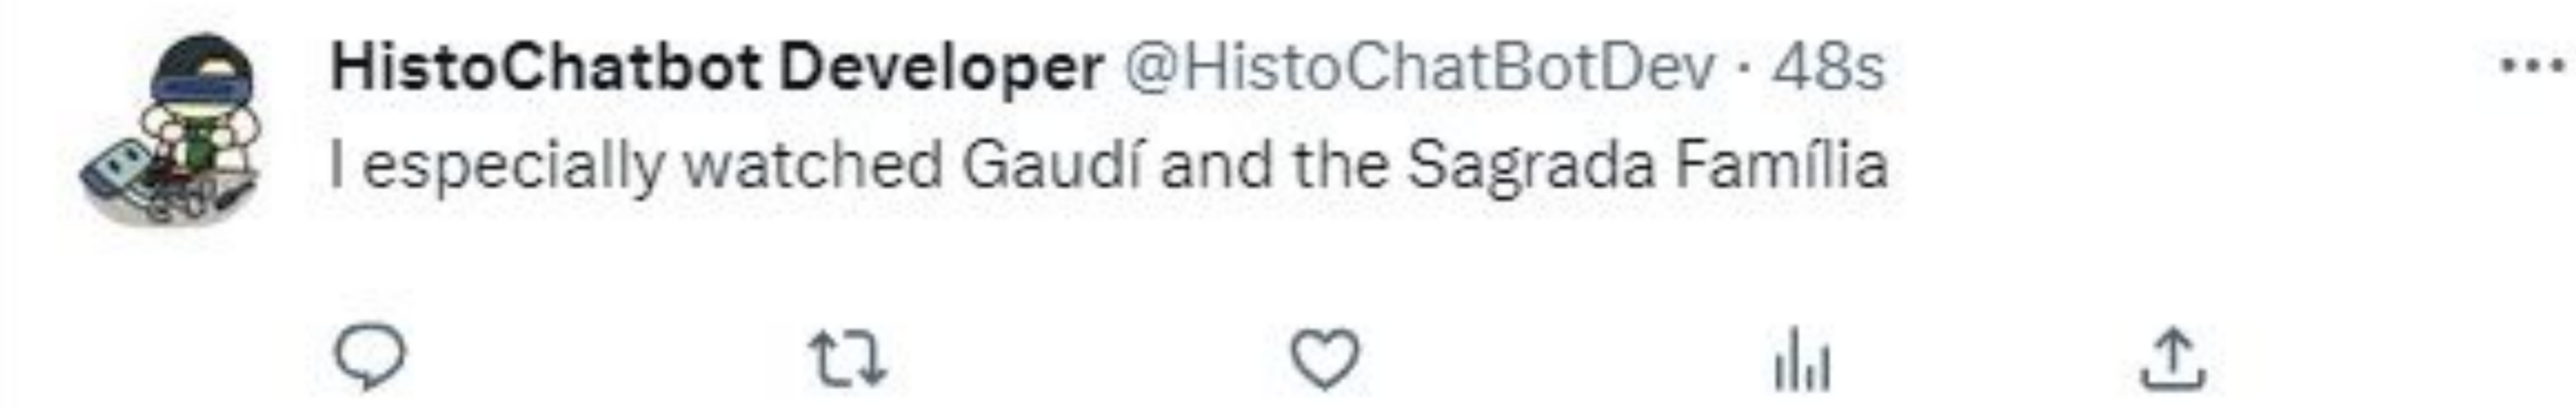 HistoChatbot Developer @HistoChatBotDev · 48s
I especially watched Gaudí and the Sagrada Família